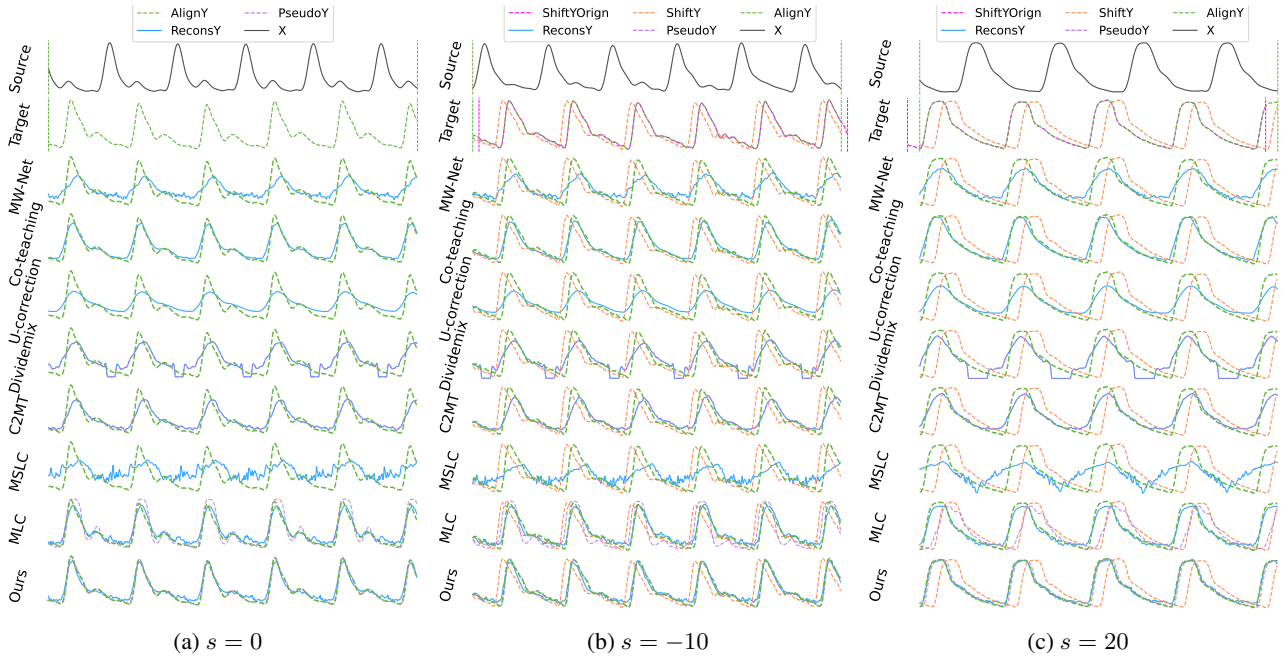 AlignY PseudoY
ReconsY X
Source
Target
MW-Net
Co-teaching
U-correction
Dividemix
C2MT
MSLC
MLC
Ours
(a) s = 0
ShiftYOrign ShiftY AlignY
ReconsY PseudoY X
Source
Target
MW-Net
Co-teaching
U-correction
Dividemix
C2MT
MSLC
MLC
Ours
(b) s = −10
ShiftYOrign ShiftY AlignY
ReconsY PseudoY X
Source
Target
MW-Net
Co-teaching
U-correction
Dividemix
C2MT
MSLC
MLC
Ours
(c) s = 20